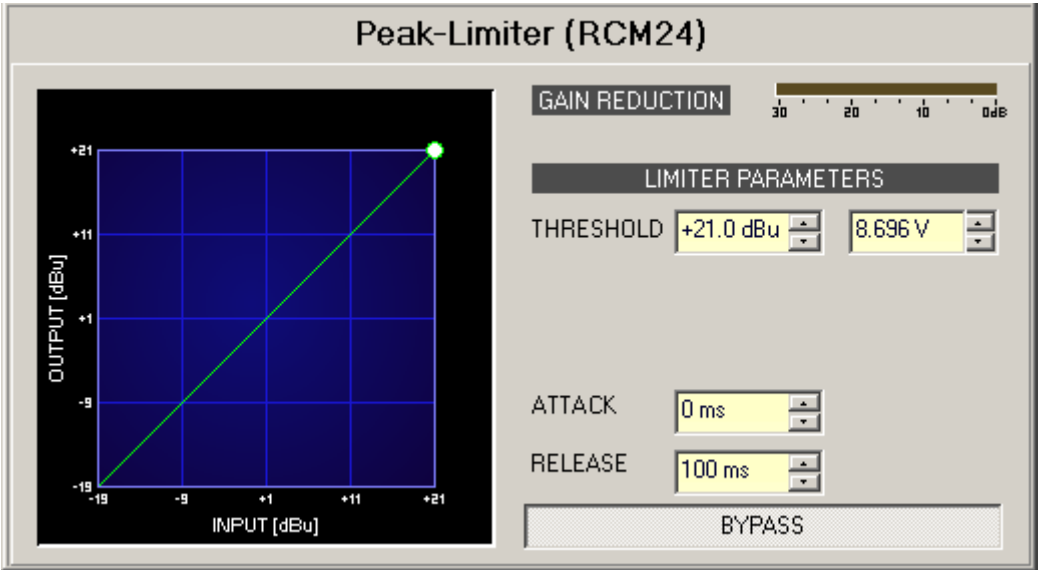 Peak-Limiter (RCM24)
GAIN REDUCTION
30 20 10 0dB
LIMITER PARAMETERS
THRESHOLD +21.0 dBu 8.696 V
ATTACK 0 ms
RELEASE 100 ms
BYPASS
OUTPUT [dBu]
+21
+11
+1
-9
-19
-19 -9 +1 +11 +21
INPUT [dBu]